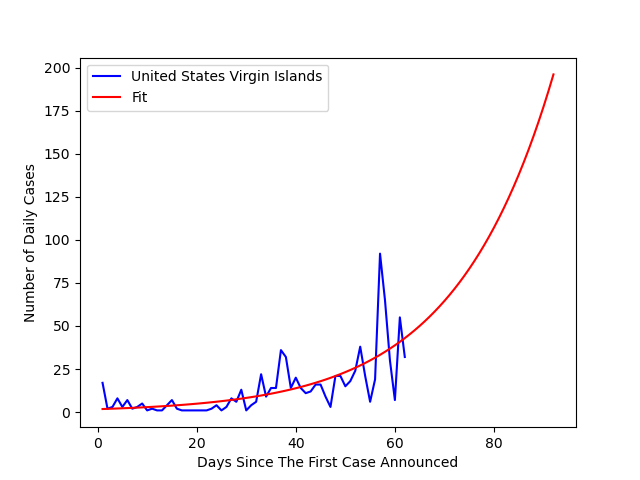 United States Virgin Islands
Fit
200
175
150
125
100
75
50
25
0
Number of Daily Cases
0 20 40 60 80
Days Since The First Case Announced